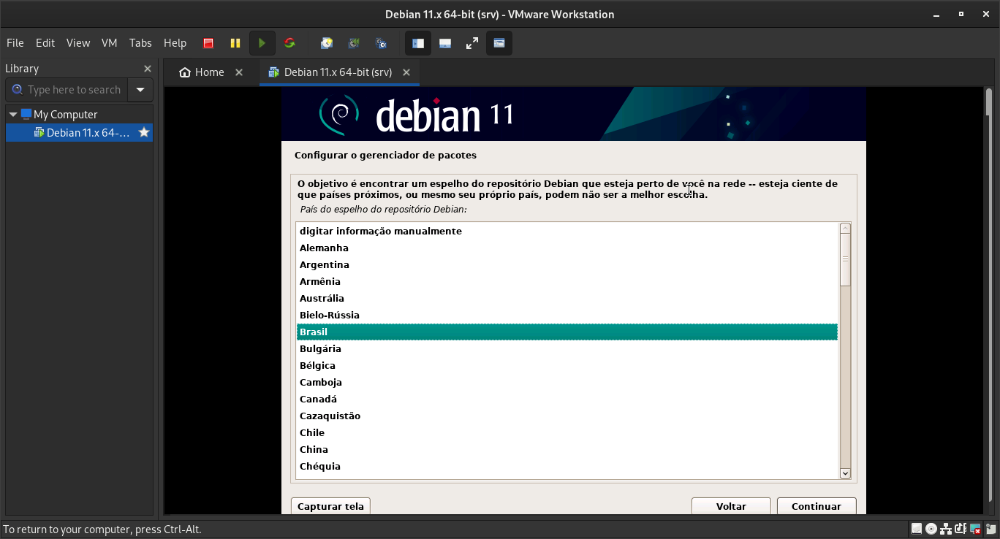 Debian 11.x 64-bit (srv) - VMware Workstation
File Edit View VM Tabs Help
Library
Type here to search
My Computer
Debian 11.x 64-...
Home
Debian 11.x 64-bit (srv)
debian 11
Configurar o gerenciador de pacotes
O objetivo é encontrar um espelho do repositório Debian que esteja perto de você na rede -- esteja ciente de
que países próximos, ou mesmo seu próprio país, podem não ser a melhor escolha.
País do espelho do repositório Debian:
digitar informação manualmente
Alemanha
Argentina
Armênia
Austrália
Bielo-Rússia
Brasil
Bulgária
Bélgica
Camboja
Canadá
Cazaquistão
Chile
China
Chéquia
Capturar tela
Voltar
Continuar
To return to your computer, press Ctrl-Alt.